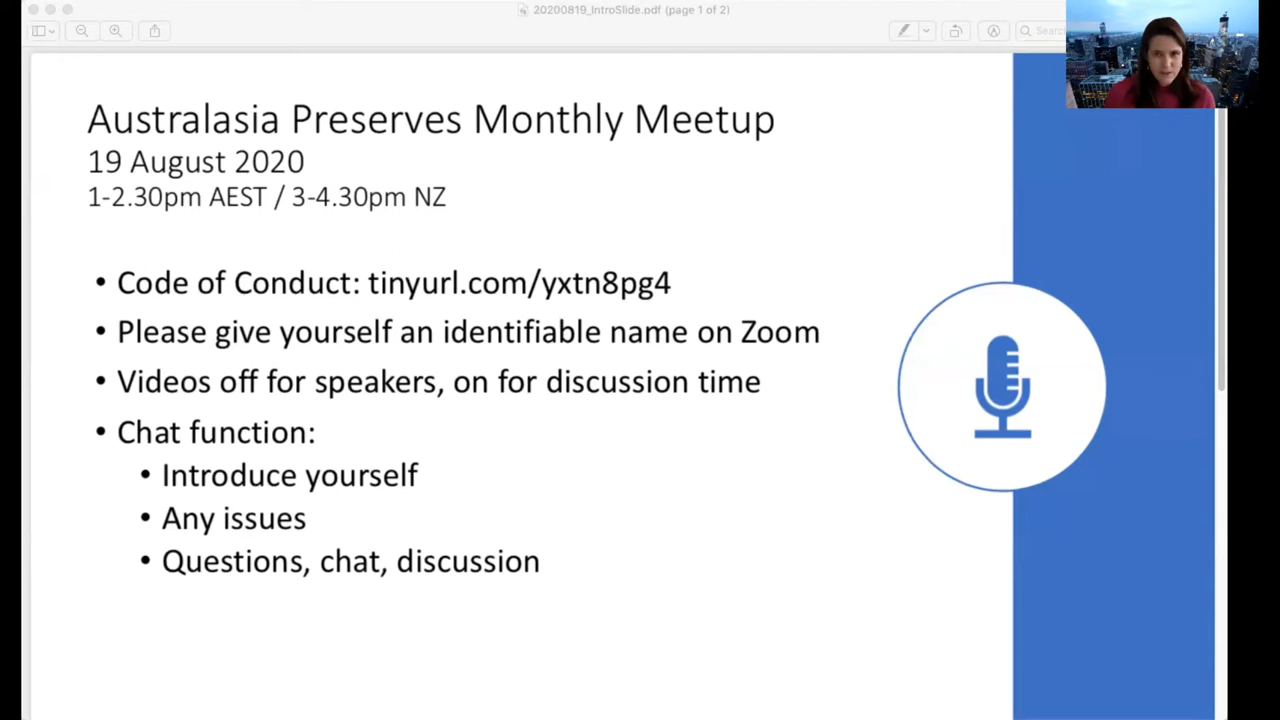 20200819_IntroSlide.pdf (page 1 of 2)
Search
Australasia Preserves Monthly Meetup
19 August 2020
1-2.30pm AEST / 3-4.30pm NZ
• Code of Conduct: tinyurl.com/yxtn8pg4
• Please give yourself an identifiable name on Zoom
• Videos off for speakers, on for discussion time
• Chat function:
• Introduce yourself
• Any issues
• Questions, chat, discussion